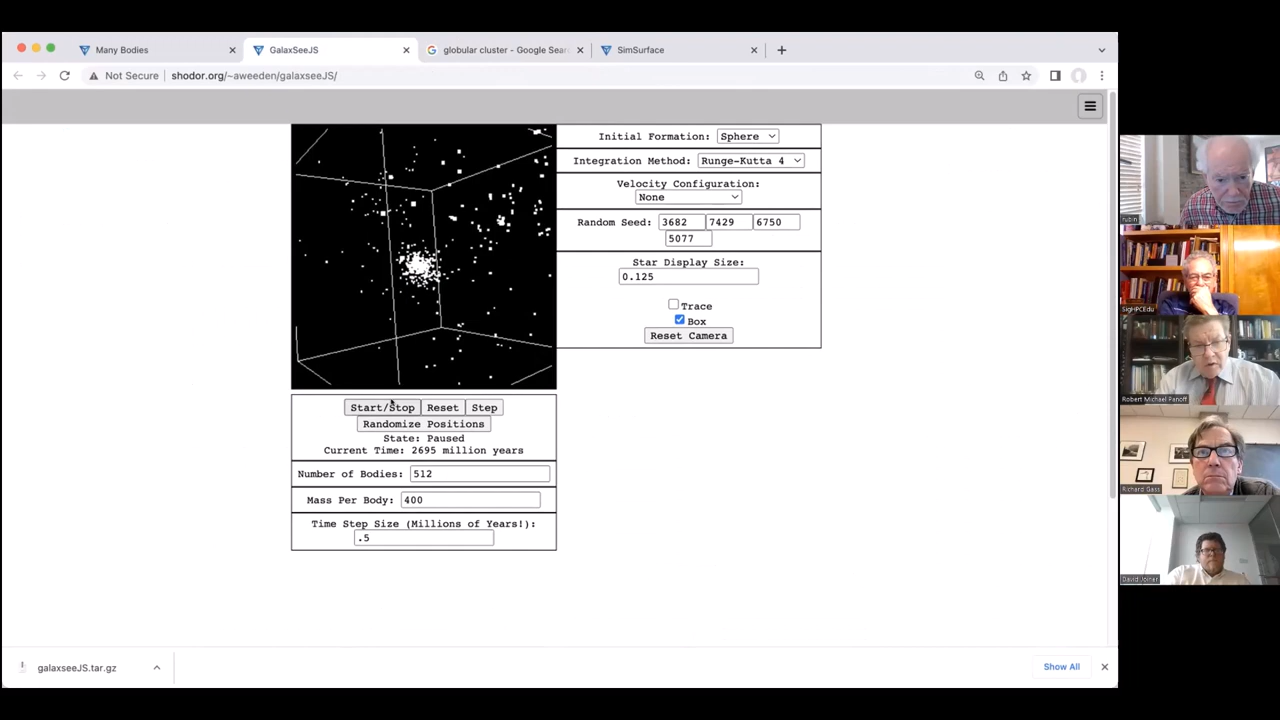 Many Bodies
GalaxSeeJS
globular cluster - Google Sear
SimSurface
Not Secure
shodor.org/~aweeden/galaxseeJS/
Initial Formation: Sphere
Integration Method: Runge-Kutta 4
Velocity Configuration:
None
Random Seed: 3682 7429 6750
5077
Star Display Size:
0.125
Trace
Box
Reset Camera
Start/Stop Reset Step
Randomize Positions
State: Paused
Current Time: 2695 million years
Number of Bodies: 512
Mass Per Body: 400
Time Step Size (Millions of Years!):
.5
galaxseeJS.tar.gz
Show All
rubin
SigHPCEdu
Robert Michael Panoff
Richard Gass
David Joiner